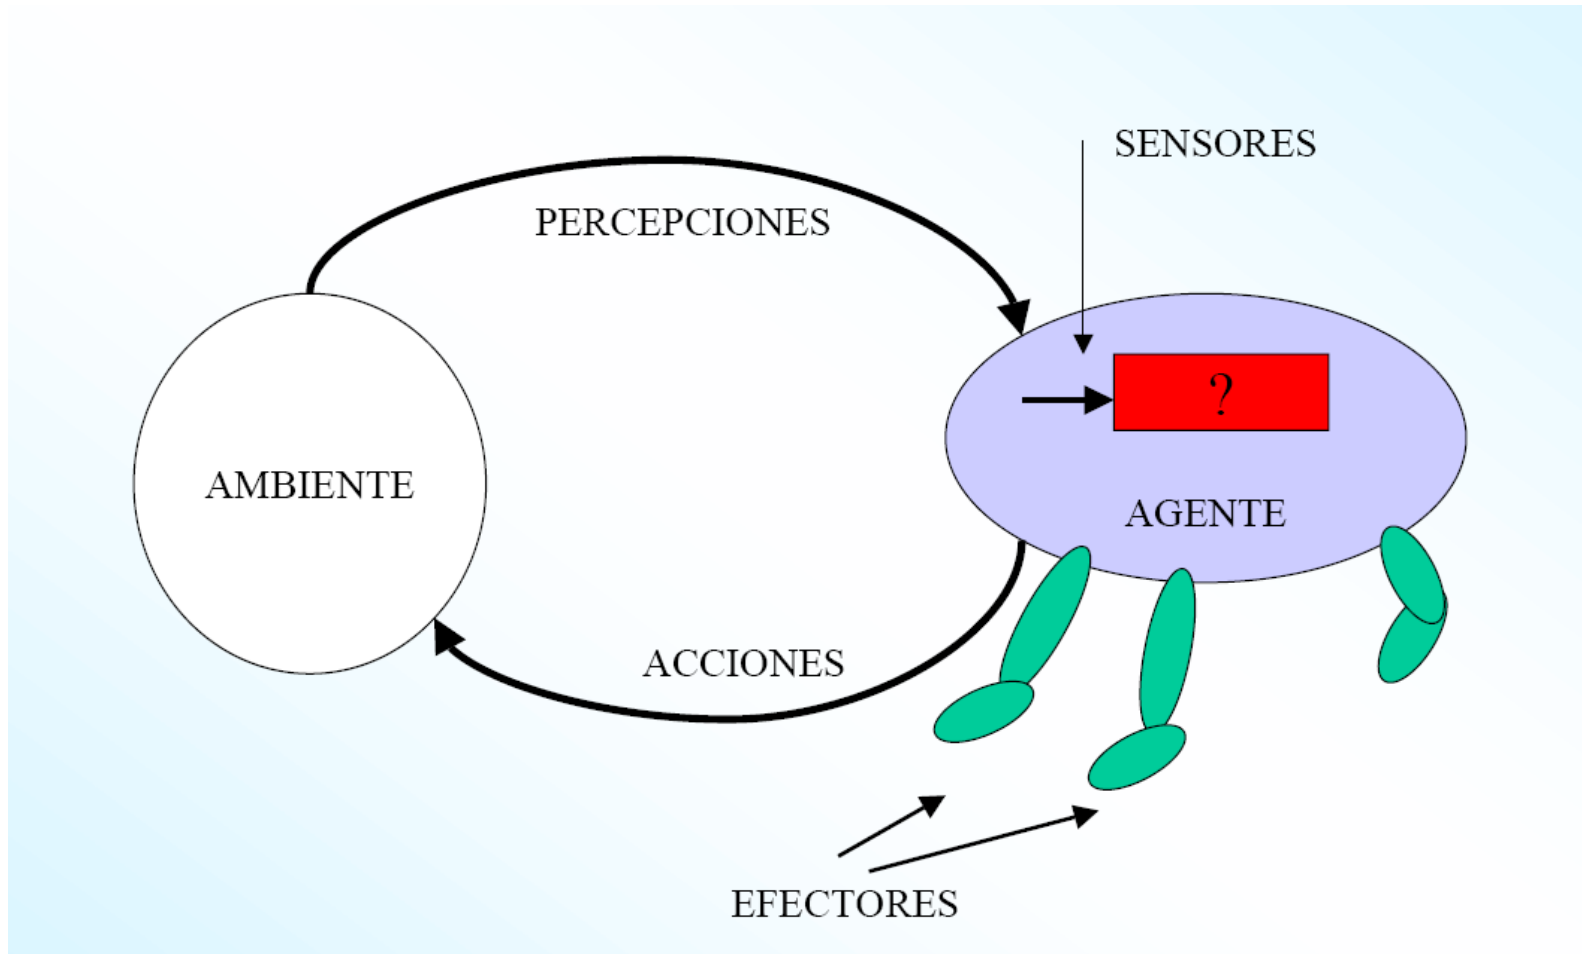 SENSORES
PERCEPCIONES
?
AMBIENTE
AGENTE
ACCIONES
EFECTORES